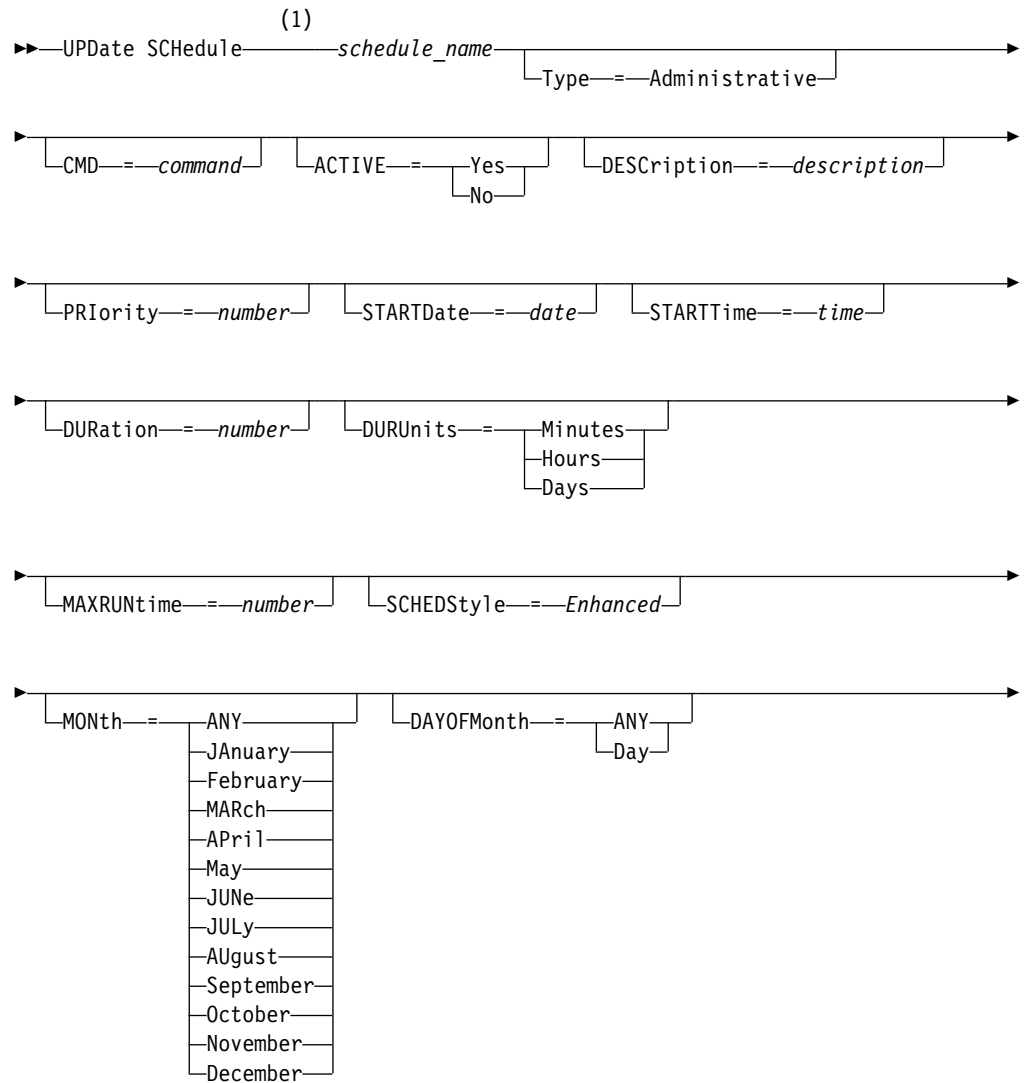 (1)
UPDate SCHedule schedule_name
Type = Administrative
CMD = command ACTIVE = Yes DESCription = description
No
PRIority = number STARTDate = date STARTTime = time
DURation = number DURUnits = Minutes
Hours
Days
MAXRUNtime = number SCHEDStyle = Enhanced
MONth = ANY DAYOFMonth = ANY
JAnuary Day
February
MARch
APril
May
JUNe
JULy
AUgust
September
October
November
December